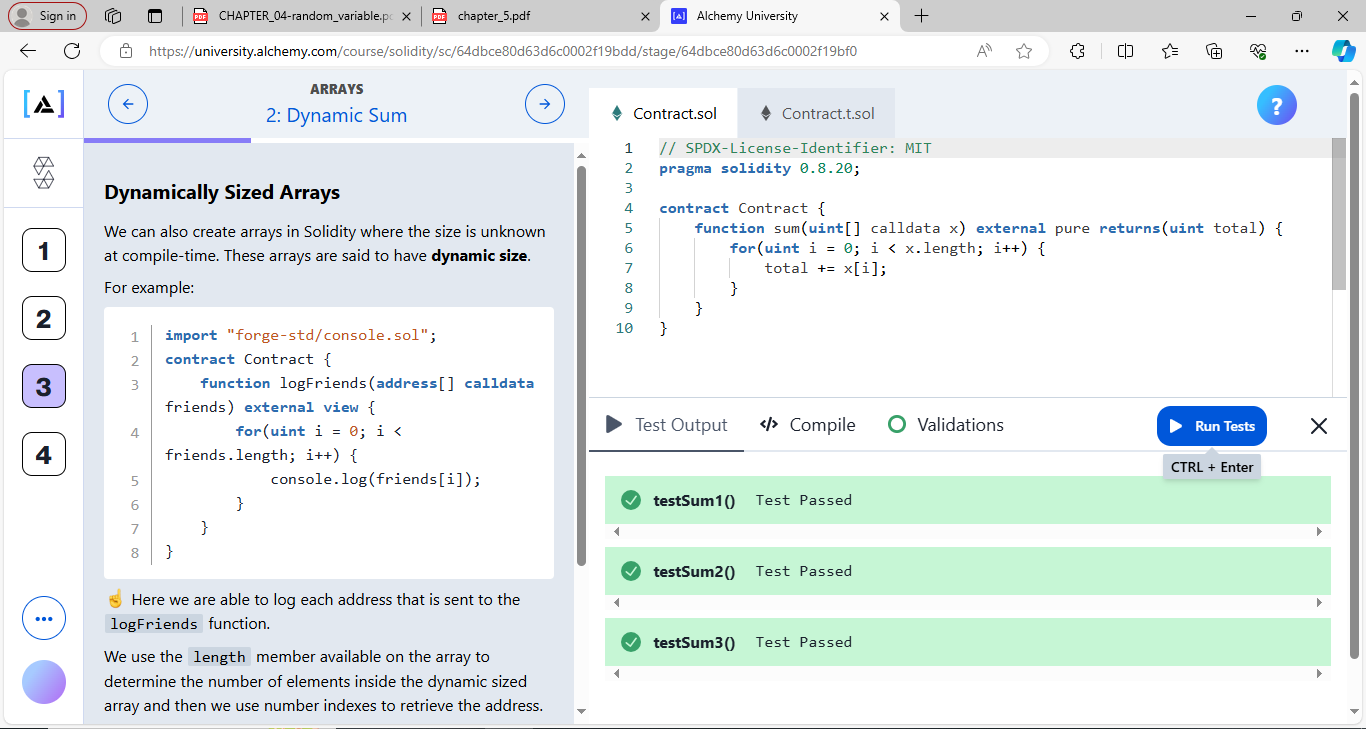 Sign in
CHAPTER_04-random_variable.pd
chapter_5.pdf
Alchemy University
https://university.alchemy.com/course/solidity/sc/64dbce80d63d6c0002f19bdd/stage/64dbce80d63d6c0002f19bf0
ARRAYS
2: Dynamic Sum
1
2
3
4
Dynamically Sized Arrays
We can also create arrays in Solidity where the size is unknown
at compile-time. These arrays are said to have dynamic size.
For example:
1 import "forge-std/console.sol";
2 contract Contract {
3 function logFriends(address[] calldata
friends) external view {
4 for(uint i = 0; i <
friends.length; i++) {
5 console.log(friends[i]);
6 }
7 }
8 }
☝ Here we are able to log each address that is sent to the
logFriends function.
We use the length member available on the array to
determine the number of elements inside the dynamic sized
array and then we use number indexes to retrieve the address.
Contract.sol
Contract.t.sol
?
1 // SPDX-License-Identifier: MIT
2 pragma solidity 0.8.20;
3
4 contract Contract {
5 function sum(uint[] calldata x) external pure returns(uint total) {
6 for(uint i = 0; i < x.length; i++) {
7 total += x[i];
8 }
9 }
10 }
Test Output
Compile
Validations
Run Tests
CTRL + Enter
testSum1() Test Passed
testSum2() Test Passed
testSum3() Test Passed